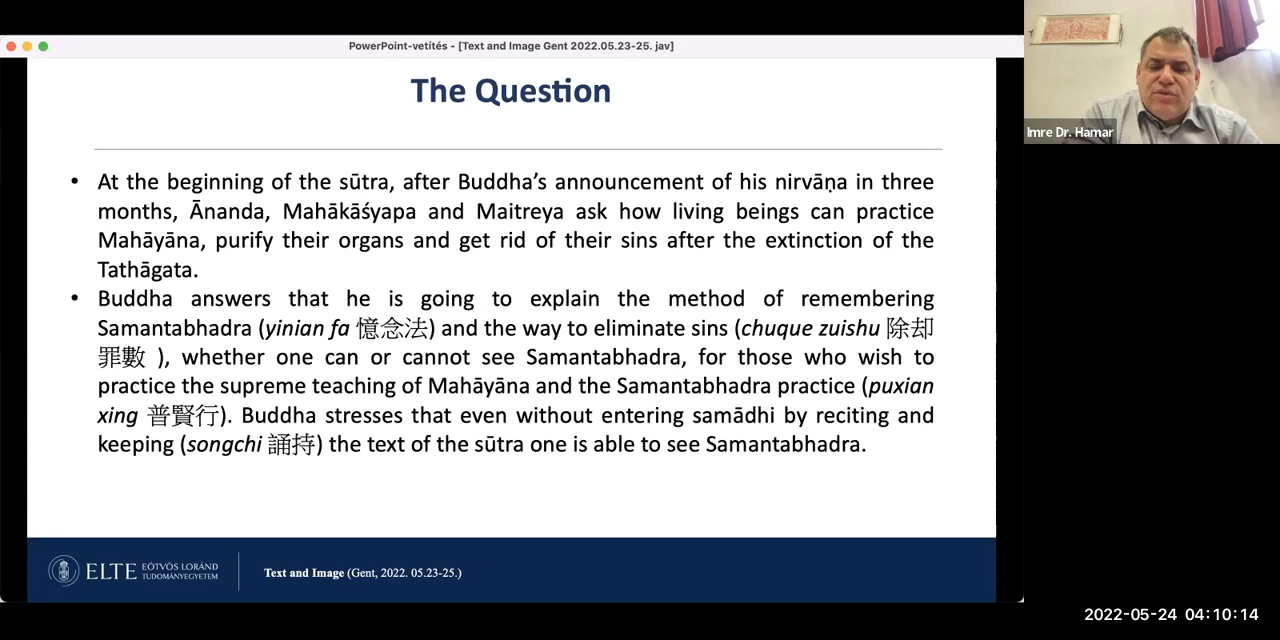 PowerPoint-vetítés - [Text and Image Gent 2022.05.23-25. jav]
The Question
• At the beginning of the sūtra, after Buddha’s announcement of his nirvāṇa in three
months, Ānanda, Mahākāśyapa and Maitreya ask how living beings can practice
Mahāyāna, purify their organs and get rid of their sins after the extinction of the
Tathāgata.
• Buddha answers that he is going to explain the method of remembering
Samantabhadra (yinian fa 憶念法) and the way to eliminate sins (chuque zuishu 除却
罪數 ), whether one can or cannot see Samantabhadra, for those who wish to
practice the supreme teaching of Mahāyāna and the Samantabhadra practice (puxian
xing 普賢行). Buddha stresses that even without entering samādhi by reciting and
keeping (songchi 誦持) the text of the sūtra one is able to see Samantabhadra.
ELTE EÖTVÖS LORÁND
TUDOMÁNYEGYETEM
Text and Image (Gent, 2022. 05.23-25.)
Imre Dr. Hamar
2022-05-24 04:10:14